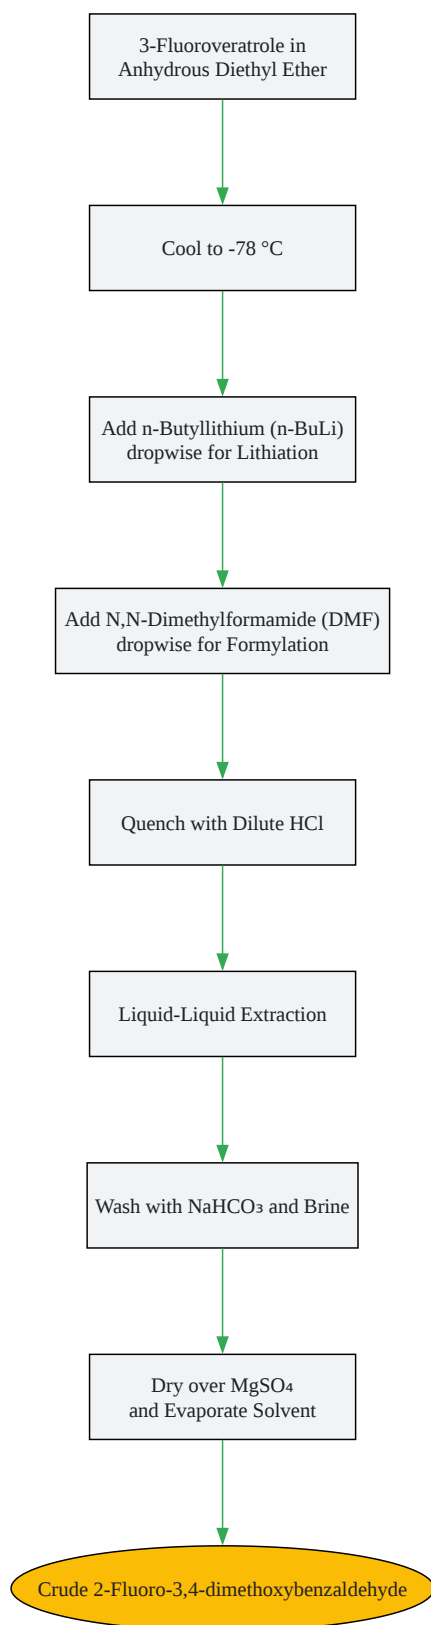 3-Fluoroveratrole in
Anhydrous Diethyl Ether
Cool to -78 °C
Add n-Butyllithium (n-BuLi)
dropwise for Lithiation
Add N,N-Dimethylformamide (DMF)
dropwise for Formylation
Quench with Dilute HCl
Liquid-Liquid Extraction
Wash with NaHCO₃ and Brine
Dry over MgSO₄
and Evaporate Solvent
Crude 2-Fluoro-3,4-dimethoxybenzaldehyde